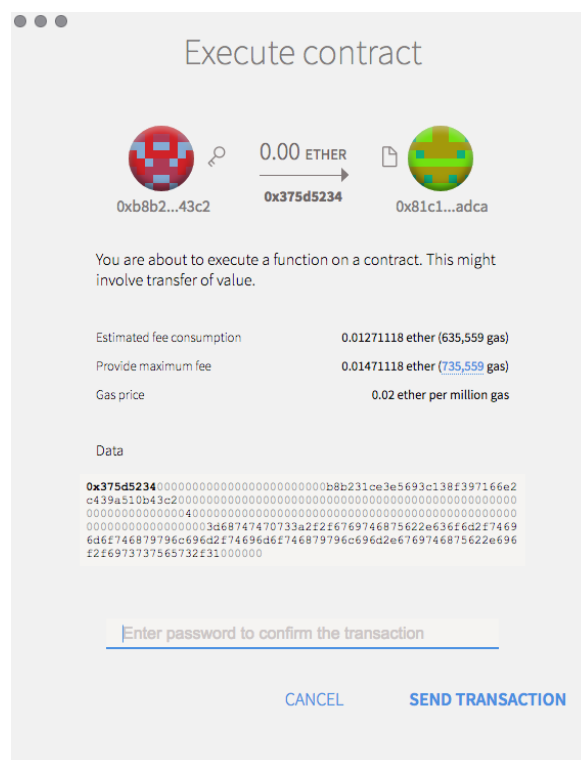 Execute contract
0.00 ETHER
0x375d5234
0xb8b2...43c2
0x81c1...adca
You are about to execute a function on a contract. This might
involve transfer of value.
Estimated fee consumption 0.01271118 ether (635,559 gas)
Provide maximum fee 0.01471118 ether (735,559 gas)
Gas price 0.02 ether per million gas
Data
0x375d5234000000000000000000000000b8b231ce3e5693c138f397166e2
c439a510b43c2000000000000000000000000000000000000000000000000
000000000000000400000000000000000000000000000000000000000000000
000000000000000003d68747470733a2f2f6769746875622e636f6d2f7469
6d6f746879796c696d2f74696d6f746879796c696d2e6769746875622e696
f2f6973737565732f31000000
Enter password to confirm the transaction
CANCEL
SEND TRANSACTION